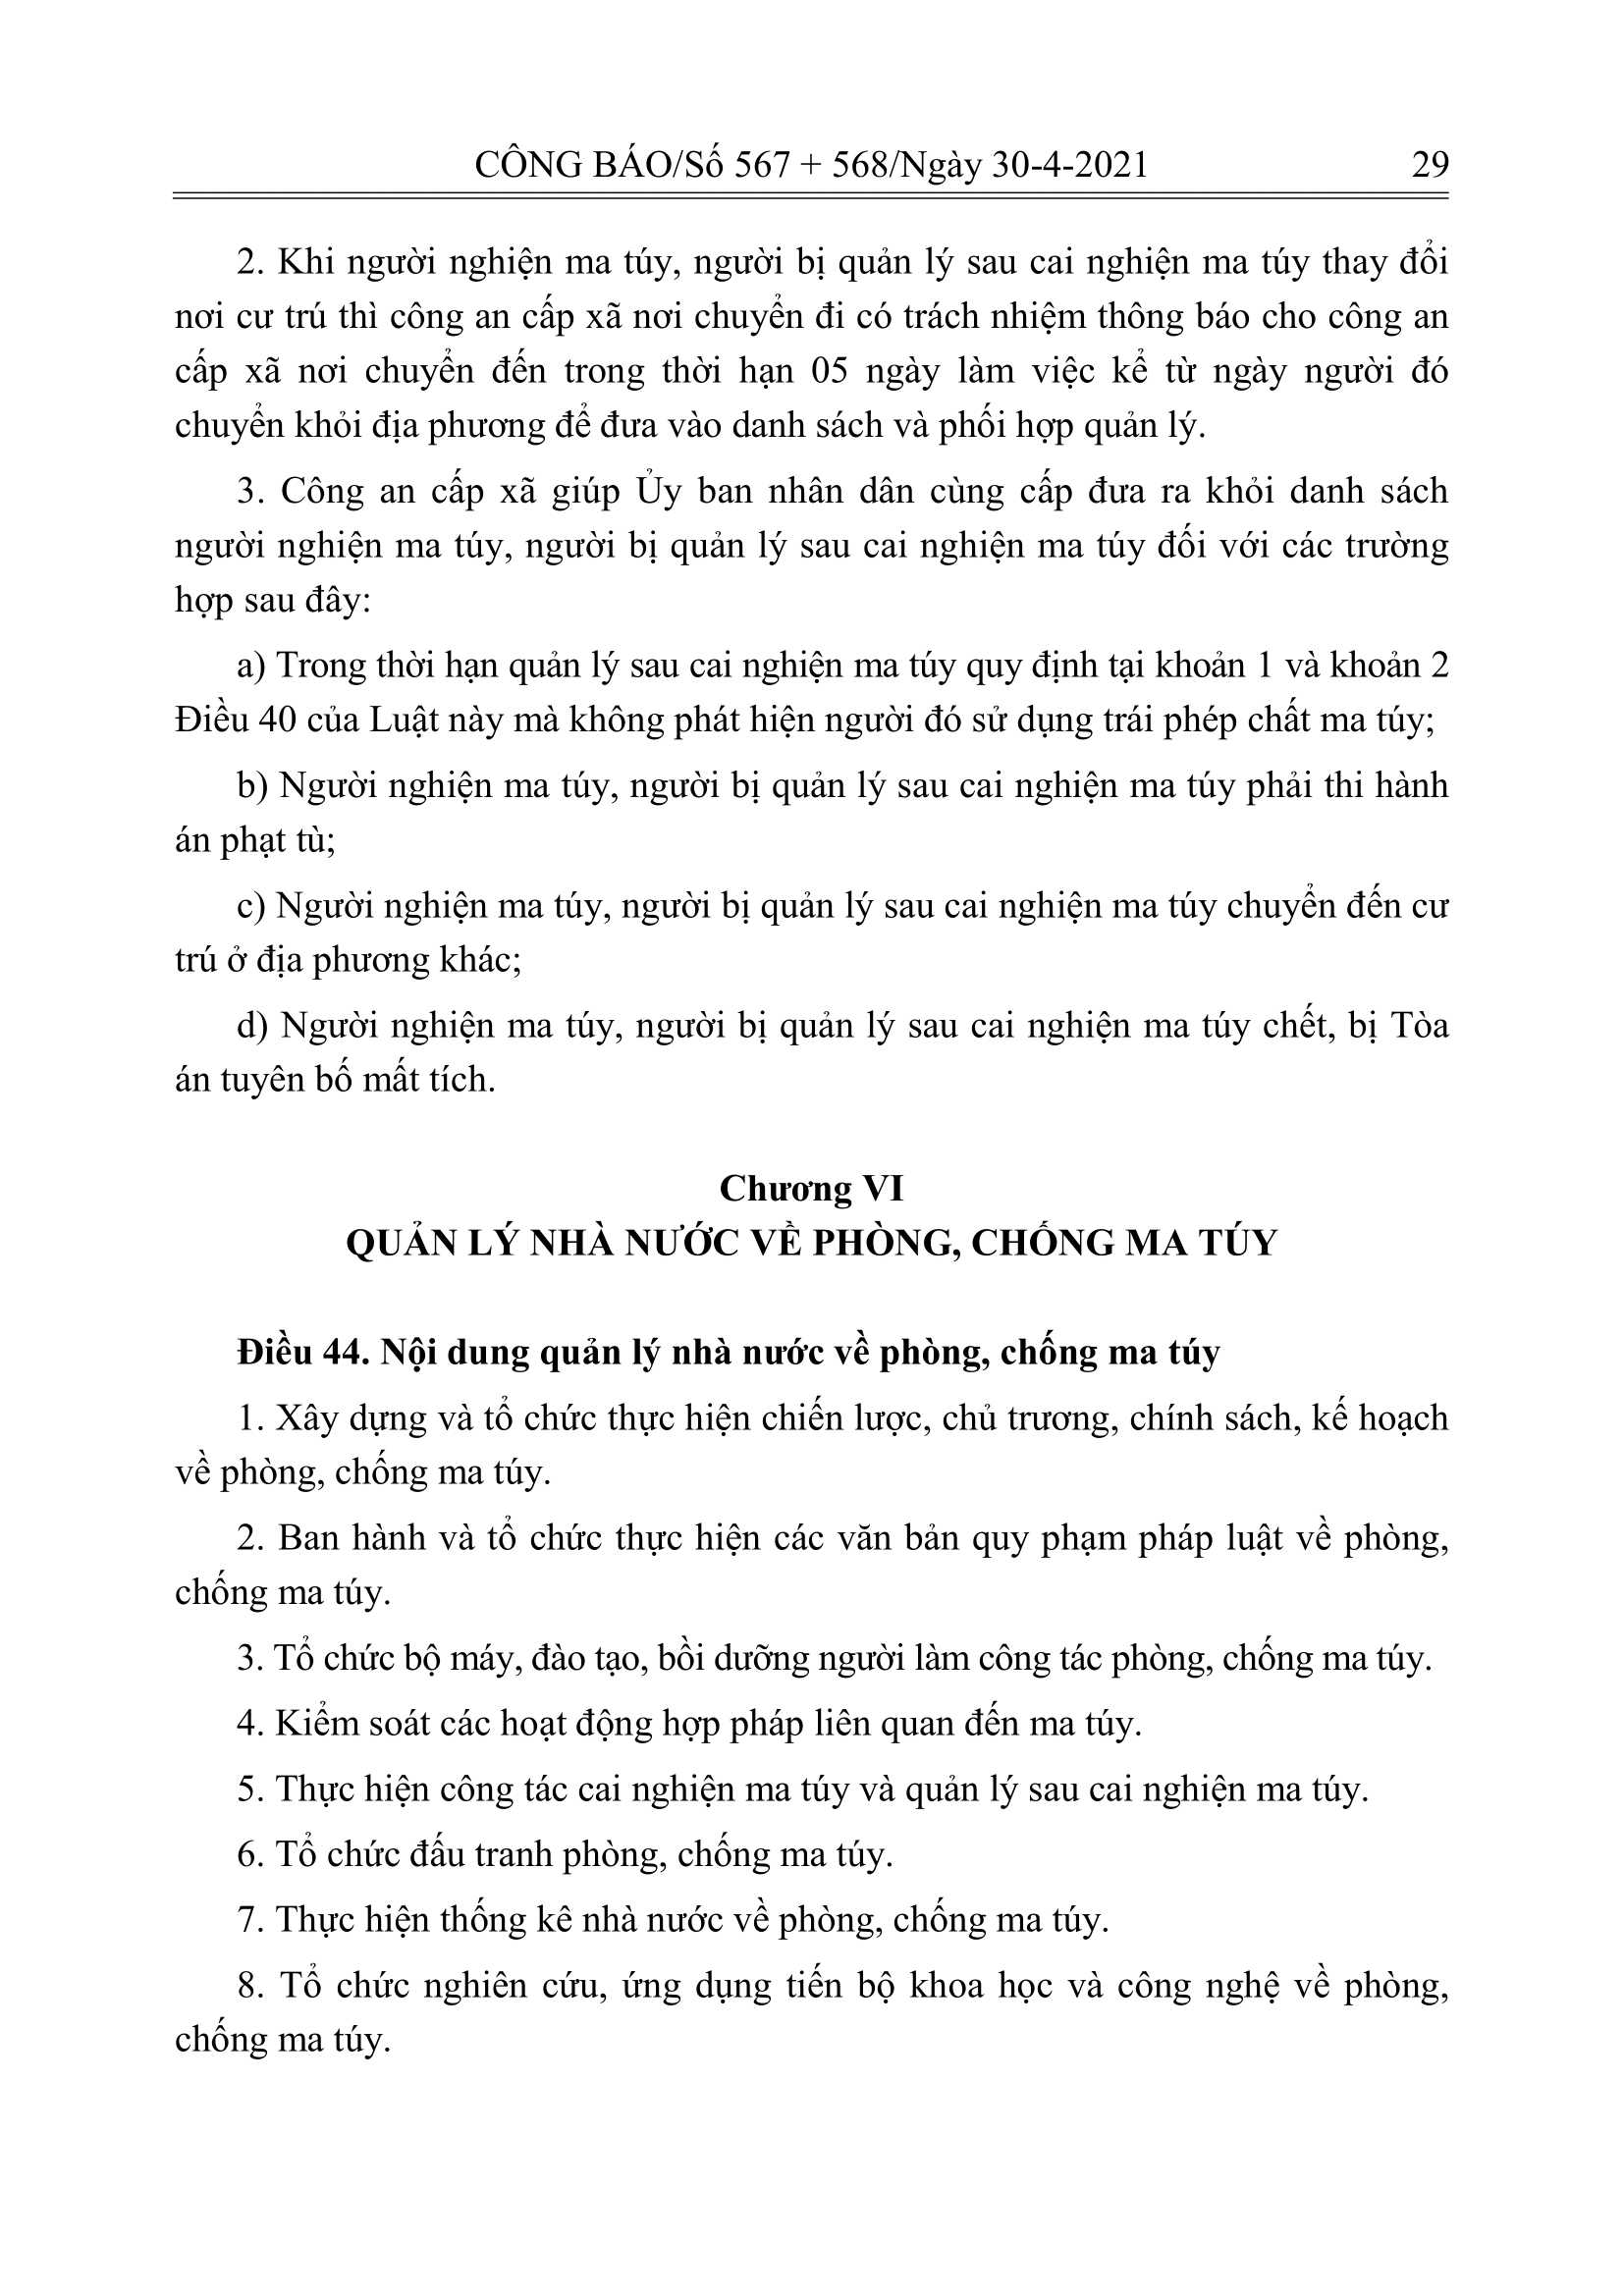 CÔNG BÁO/Số 567 + 568/Ngày 30-4-2021 29
2. Khi người nghiện ma túy, người bị quản lý sau cai nghiện ma túy thay đổi
nơi cư trú thì công an cấp xã nơi chuyển đi có trách nhiệm thông báo cho công an
cấp xã nơi chuyển đến trong thời hạn 05 ngày làm việc kể từ ngày người đó
chuyển khỏi địa phương để đưa vào danh sách và phối hợp quản lý.
3. Công an cấp xã giúp Ủy ban nhân dân cùng cấp đưa ra khỏi danh sách
người nghiện ma túy, người bị quản lý sau cai nghiện ma túy đối với các trường
hợp sau đây:
a) Trong thời hạn quản lý sau cai nghiện ma túy quy định tại khoản 1 và khoản 2
Điều 40 của Luật này mà không phát hiện người đó sử dụng trái phép chất ma túy;
b) Người nghiện ma túy, người bị quản lý sau cai nghiện ma túy phải thi hành
án phạt tù;
c) Người nghiện ma túy, người bị quản lý sau cai nghiện ma túy chuyển đến cư
trú ở địa phương khác;
d) Người nghiện ma túy, người bị quản lý sau cai nghiện ma túy chết, bị Tòa
án tuyên bố mất tích.
Chương VI
QUẢN LÝ NHÀ NƯỚC VỀ PHÒNG, CHỐNG MA TÚY
Điều 44. Nội dung quản lý nhà nước về phòng, chống ma túy
1. Xây dựng và tổ chức thực hiện chiến lược, chủ trương, chính sách, kế hoạch
về phòng, chống ma túy.
2. Ban hành và tổ chức thực hiện các văn bản quy phạm pháp luật về phòng,
chống ma túy.
3. Tổ chức bộ máy, đào tạo, bồi dưỡng người làm công tác phòng, chống ma túy.
4. Kiểm soát các hoạt động hợp pháp liên quan đến ma túy.
5. Thực hiện công tác cai nghiện ma túy và quản lý sau cai nghiện ma túy.
6. Tổ chức đấu tranh phòng, chống ma túy.
7. Thực hiện thống kê nhà nước về phòng, chống ma túy.
8. Tổ chức nghiên cứu, ứng dụng tiến bộ khoa học và công nghệ về phòng,
chống ma túy.